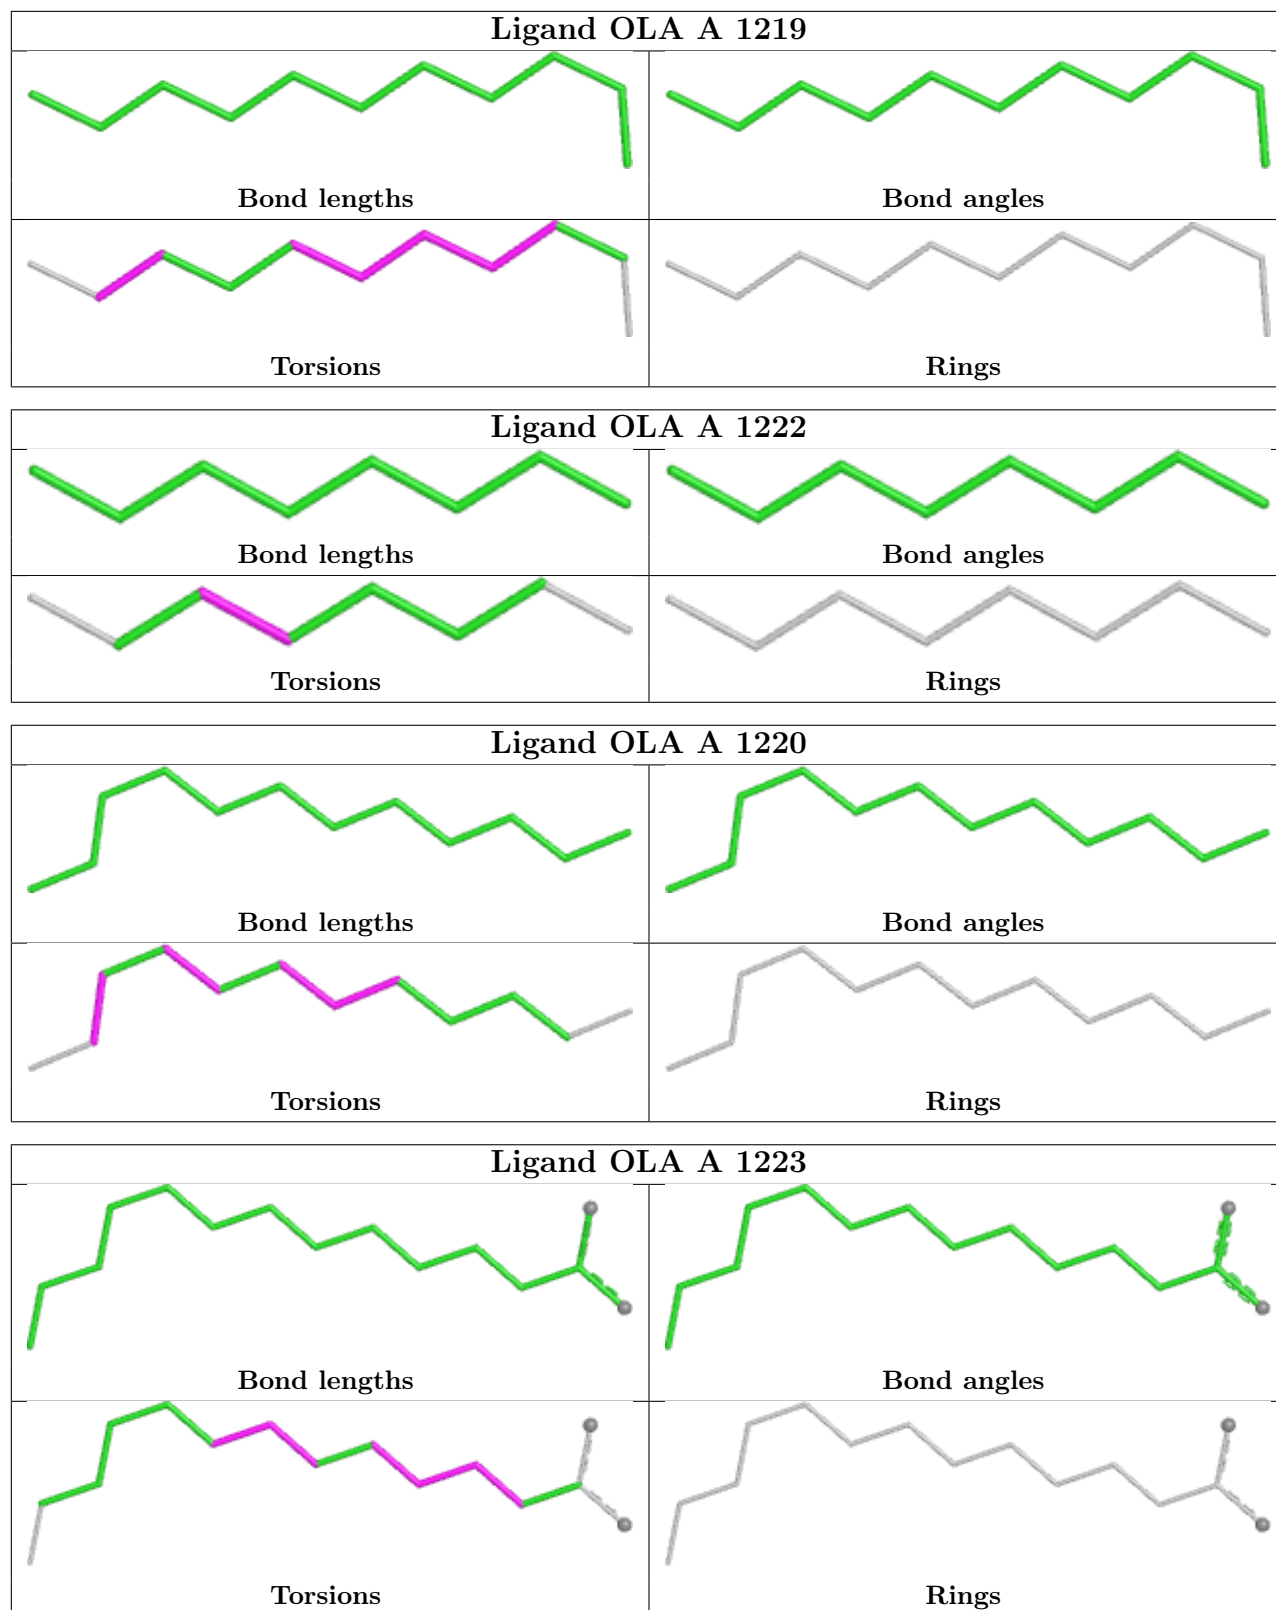 Ligand OLA A 1219
Bond lengths
Bond angles
Torsions
Rings
Ligand OLA A 1222
Bond lengths
Bond angles
Torsions
Rings
Ligand OLA A 1220
Bond lengths
Bond angles
Torsions
Rings
Ligand OLA A 1223
Bond lengths
Bond angles
Torsions
Rings